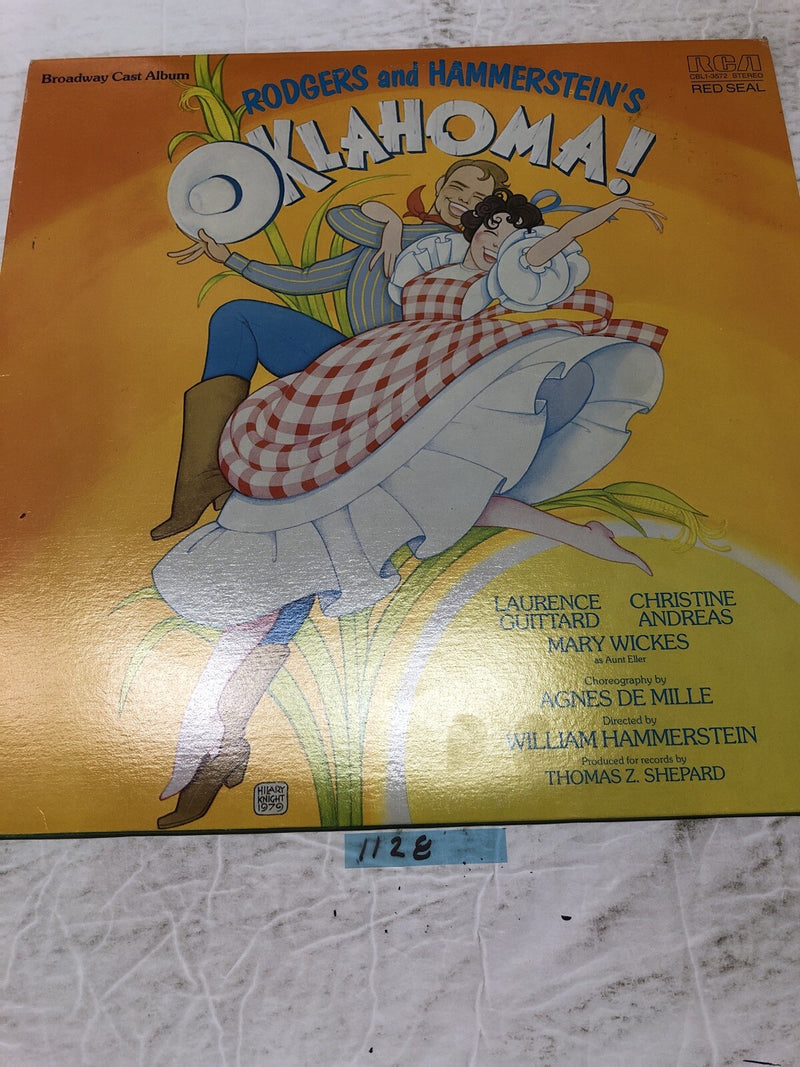 Broadway Cast Album
RCA
CBL1-3572 STEREO
RED SEAL
RODGERS and HAMMERSTEIN'S
OKLAHOMA!
LAURENCE GUITTARD
CHRISTINE ANDREAS
MARY WICKES
as Aunt Eller
Choreography by
AGNES DE MILLE
Directed by
WILLIAM HAMMERSTEIN
Produced for records by
THOMAS Z. SHEPARD
HILARY
KNIGHT
1979